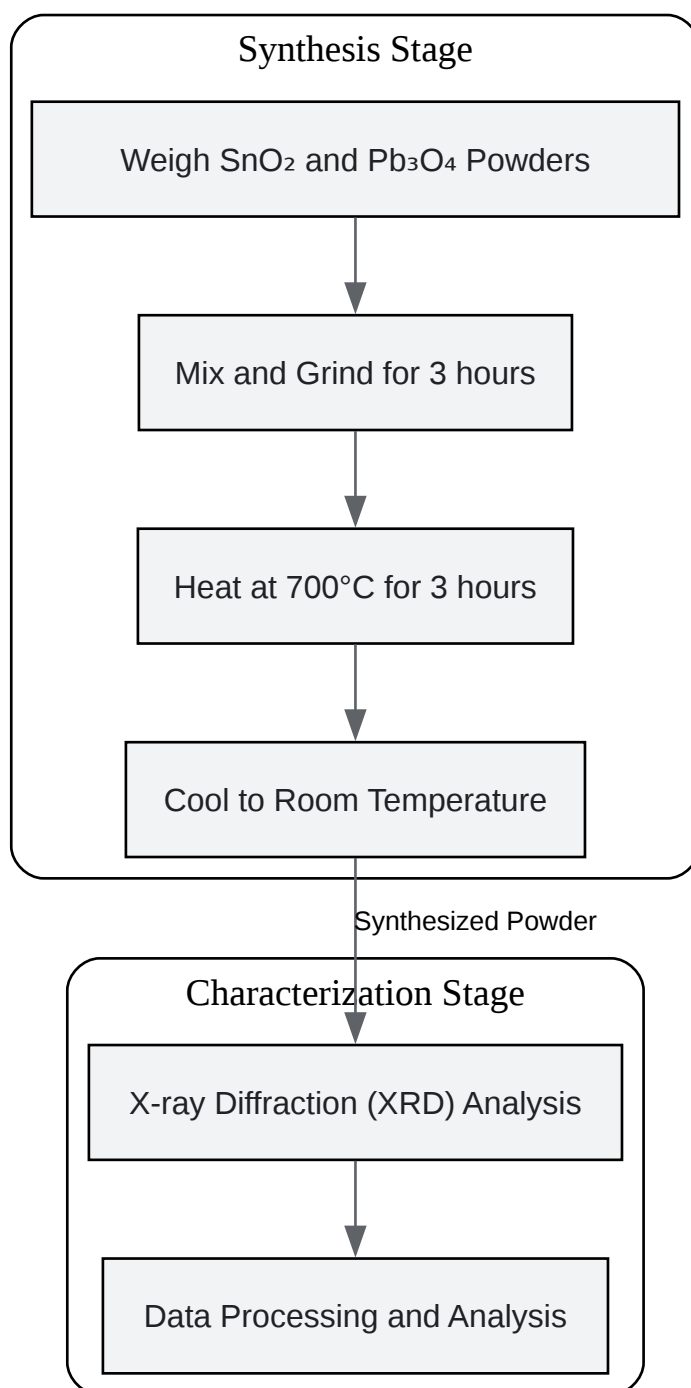 Synthesis Stage
Weigh SnO₂ and Pb₃O₄ Powders
Mix and Grind for 3 hours
Heat at 700°C for 3 hours
Cool to Room Temperature
Synthesized Powder
Characterization Stage
X-ray Diffraction (XRD) Analysis
Data Processing and Analysis